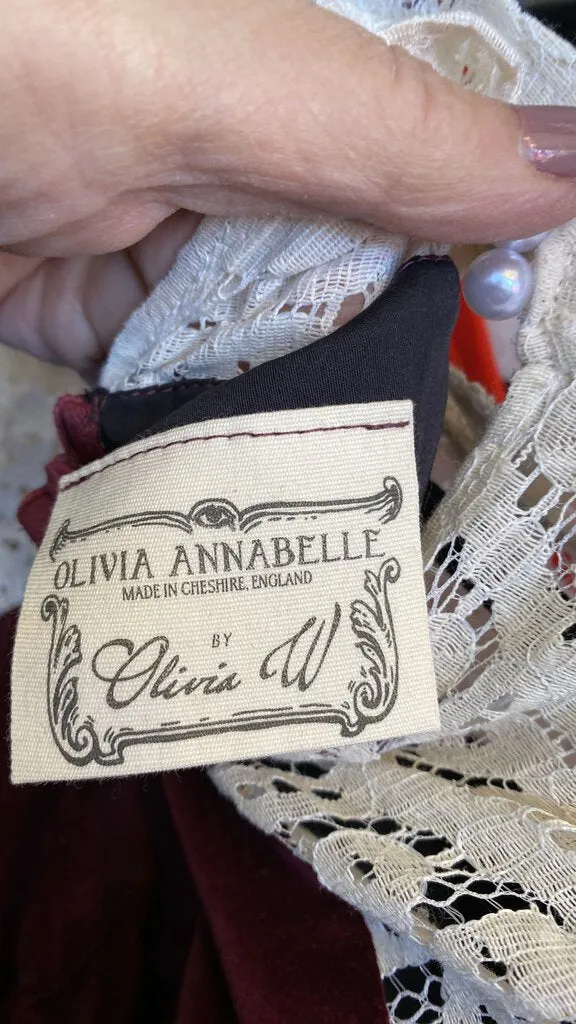 OLIVIA ANNABELLE
MADE IN CHESHIRE, ENGLAND
BY
Olivia W